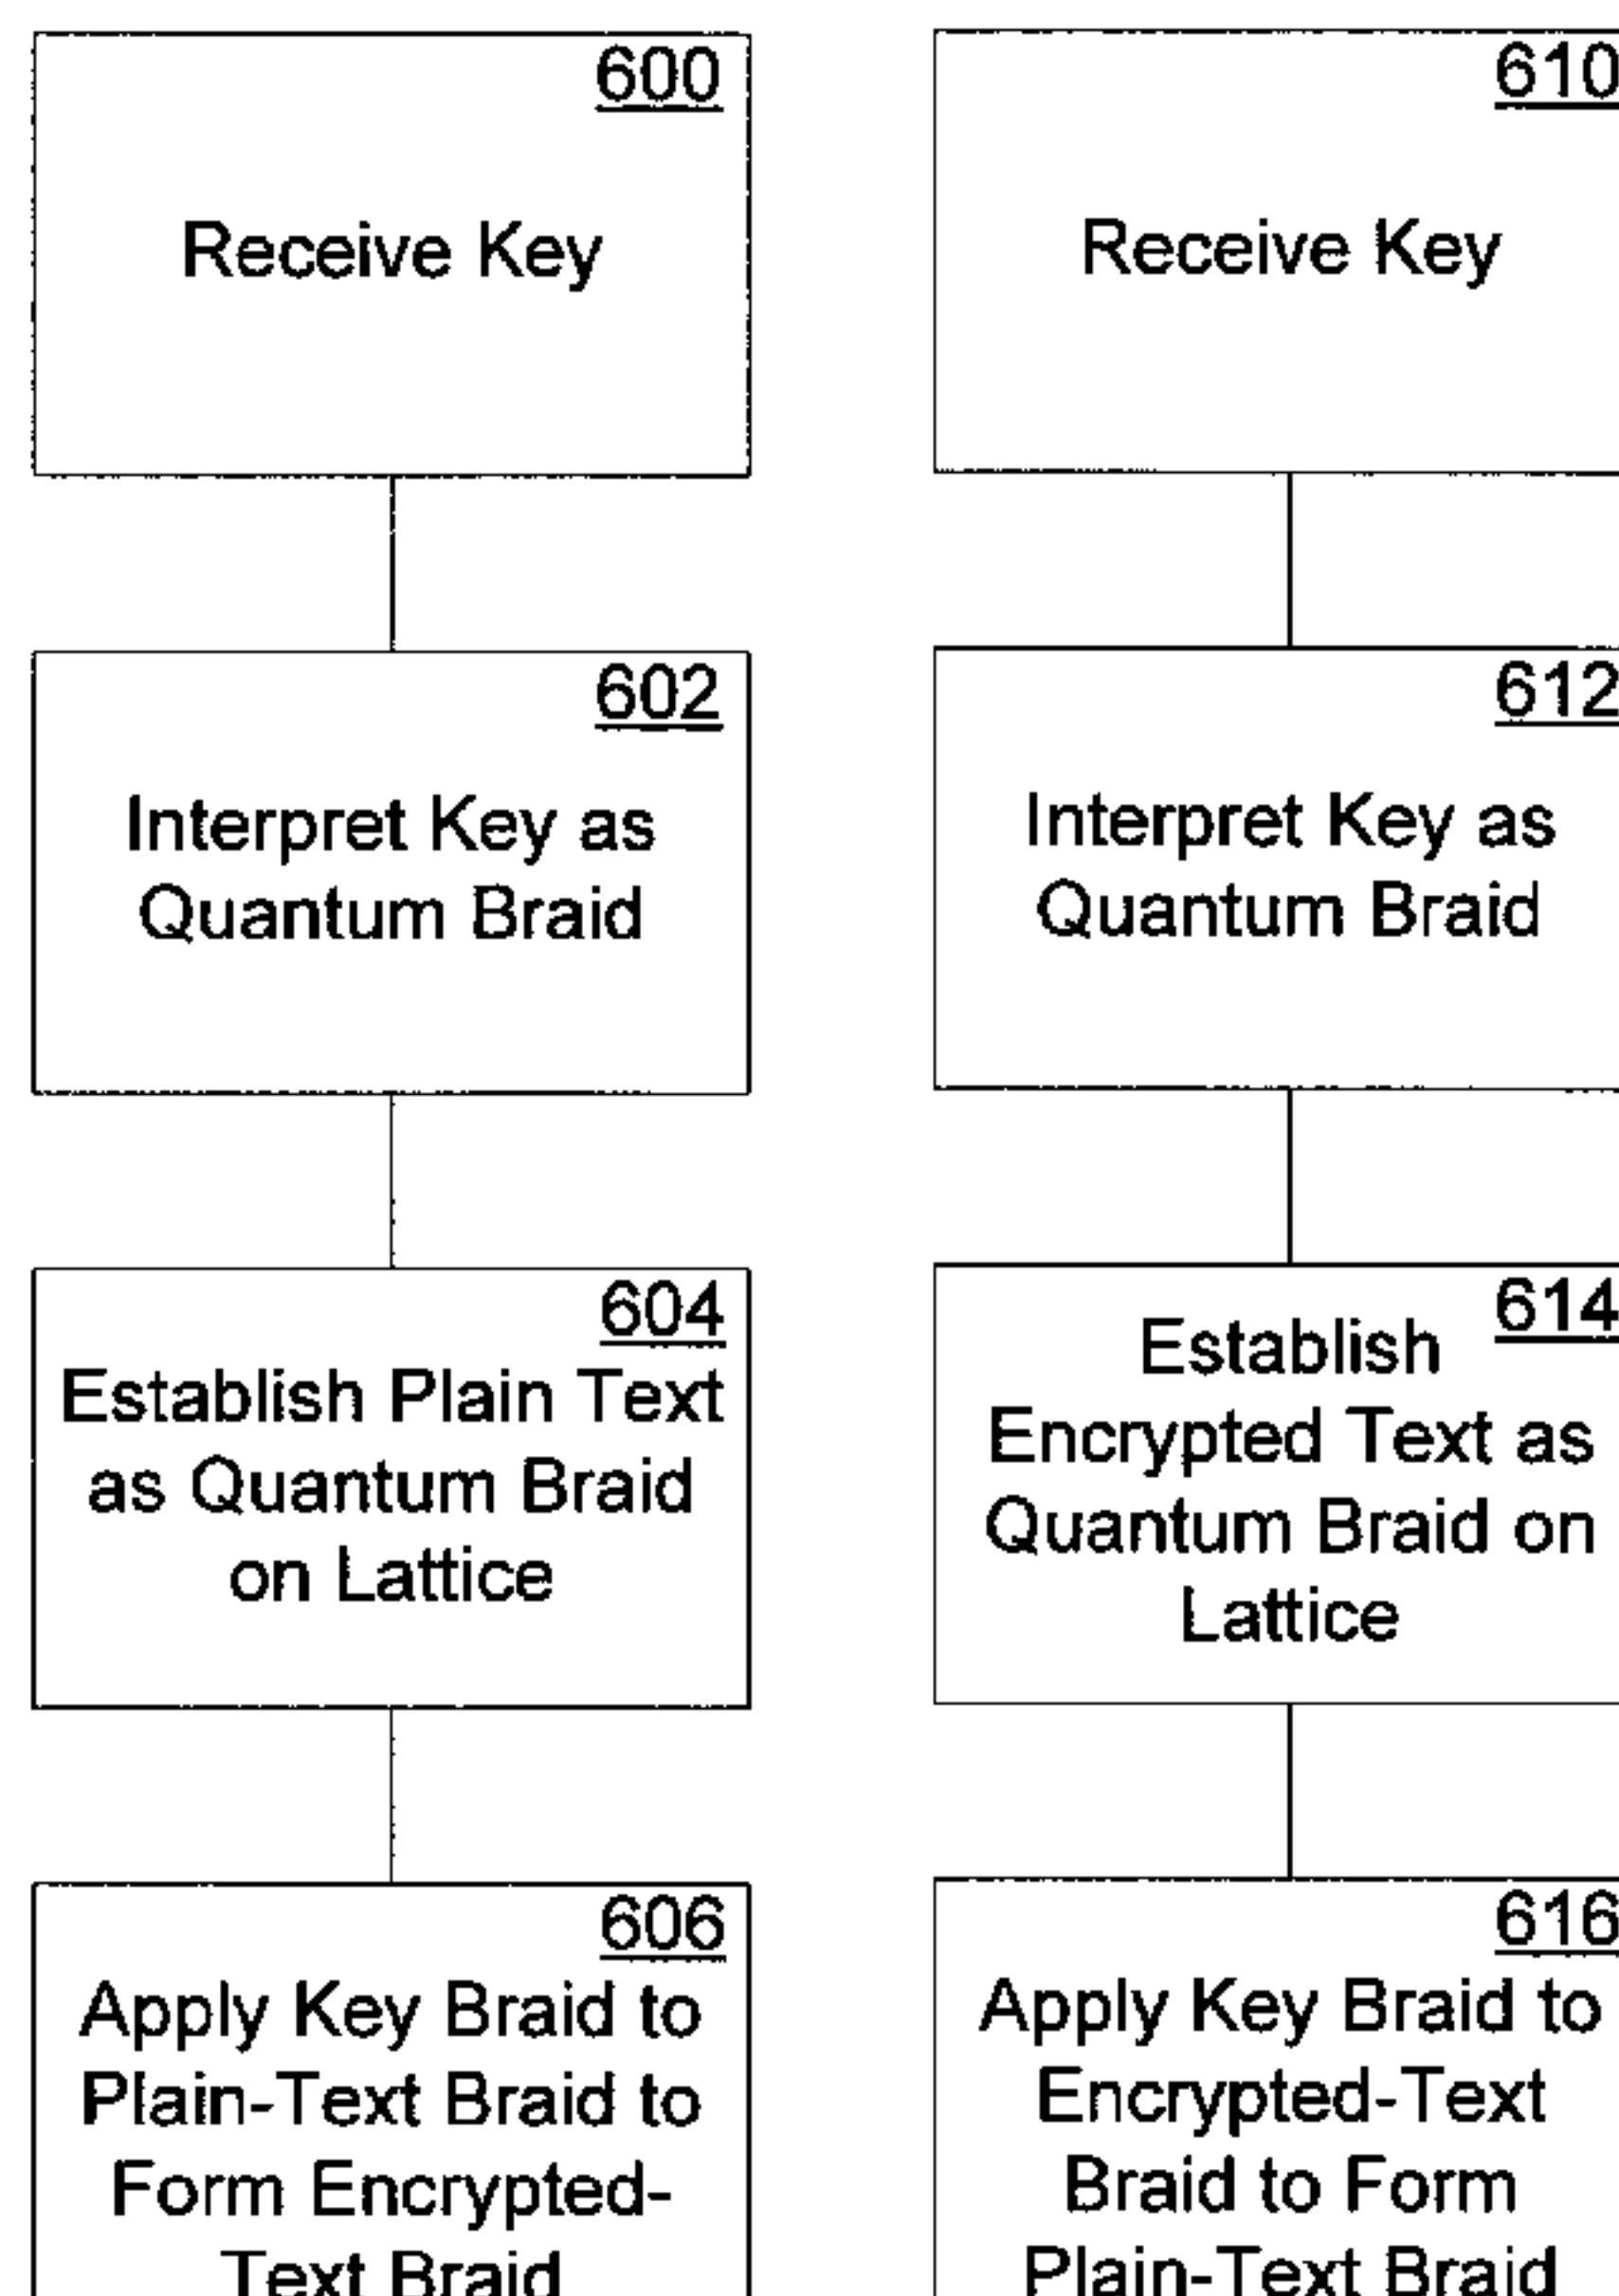 600
Receive Key
602
Interpret Key as
Quantum Braid
604
Establish Plain Text
as Quantum Braid
on Lattice
606
Apply Key Braid to
Plain-Text Braid to
Form Encrypted-
Text Braid
610
Receive Key
612
Interpret Key as
Quantum Braid
614
Establish
Encrypted Text as
Quantum Braid on
Lattice
616
Apply Key Braid to
Encrypted-Text
Braid to Form
Plain-Text Braid